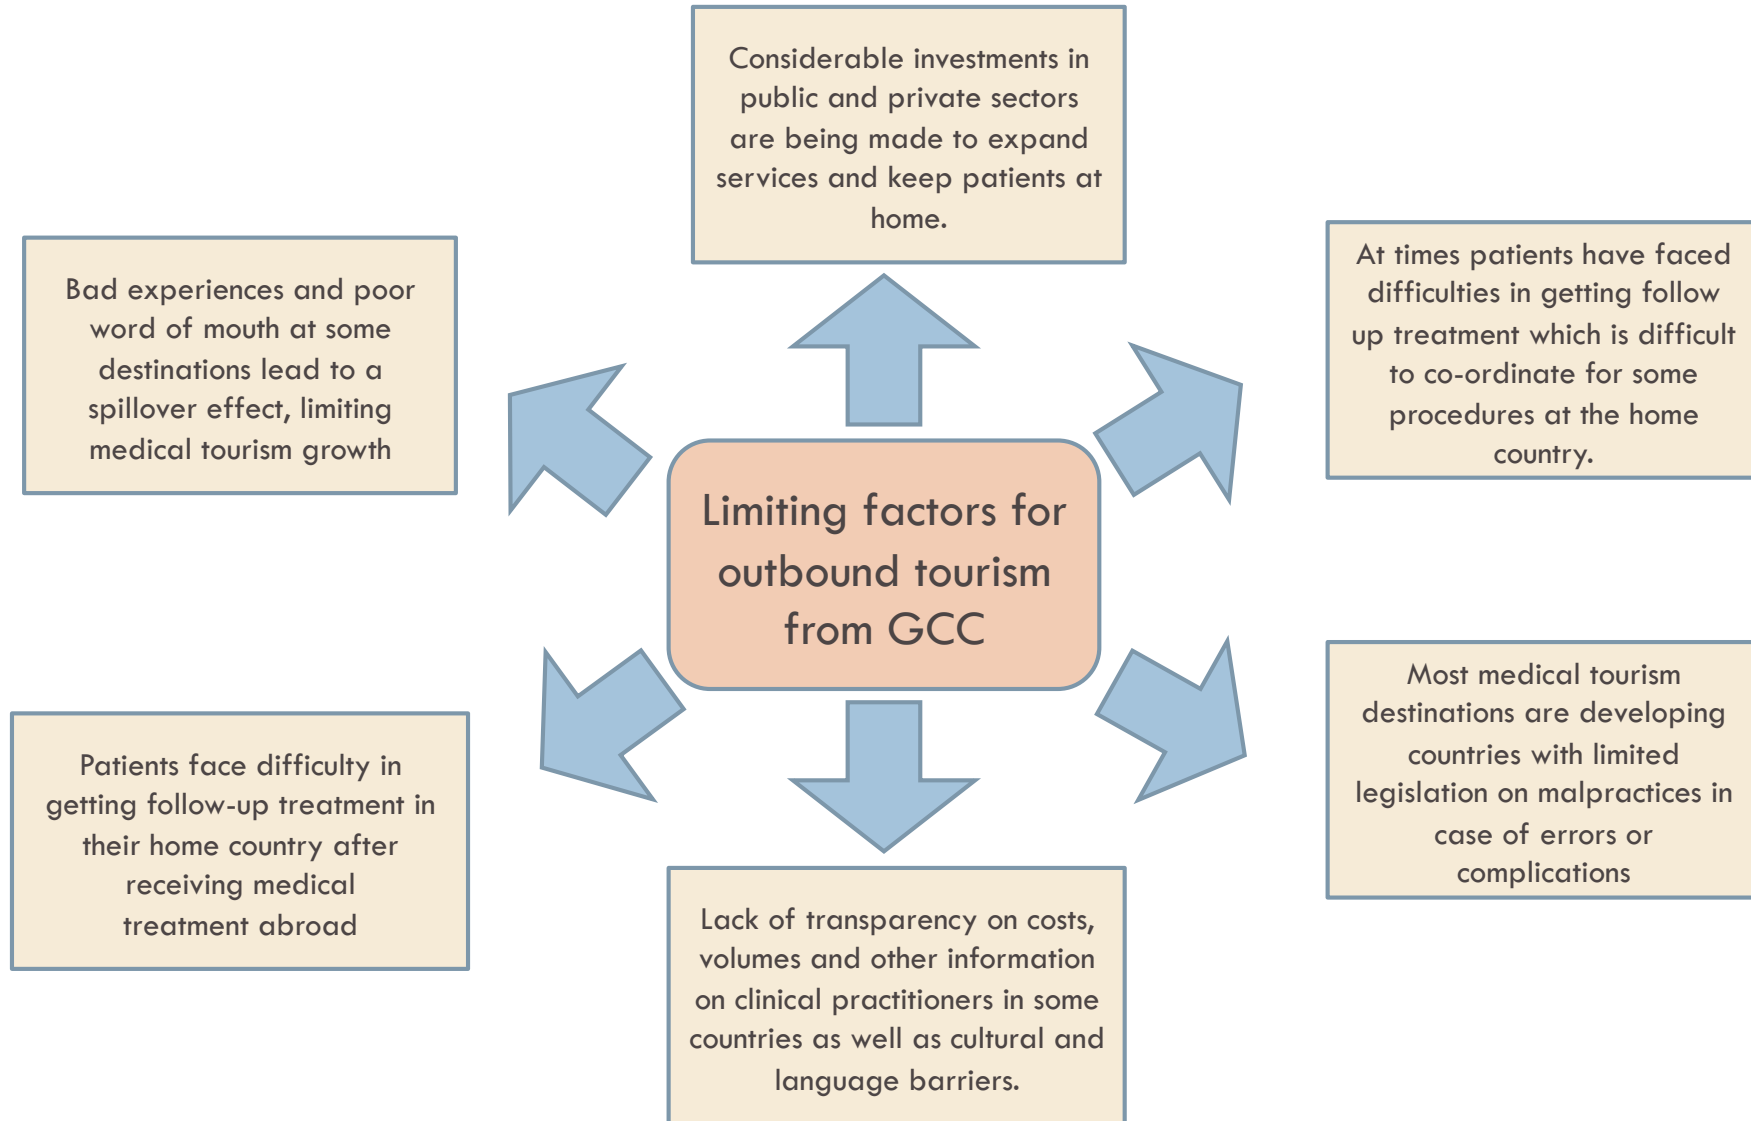 Considerable investments in
public and private sectors
are being made to expand
services and keep patients at
home.
Bad experiences and poor
word of mouth at some
destinations lead to a
spillover effect, limiting
medical tourism growth
At times patients have faced
difficulties in getting follow
up treatment which is difficult
to co-ordinate for some
procedures at the home
country.
Limiting factors for
outbound tourism
from GCC
Patients face difficulty in
getting follow-up treatment in
their home country after
receiving medical
treatment abroad
Most medical tourism
destinations are developing
countries with limited
legislation on malpractices in
case of errors or
complications
Lack of transparency on costs,
volumes and other information
on clinical practitioners in some
countries as well as cultural and
language barriers.